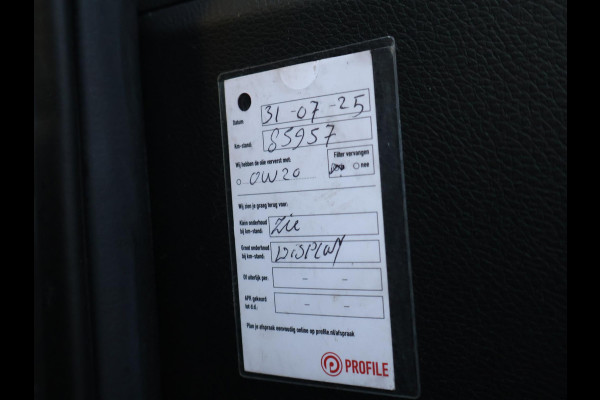 Datum 31-07-25
Km-stand: 83957
Wij hebben de olie ververst met: Filter vervangen
0W20 nee
Wij zien je graag terug voor:
Klein onderhoud
bij km-stand: Zie
Groot onderhoud
bij km-stand: DISPLAY
Of uiterlijk per: - -
APK gekeurd
tot d.d. - -
Plan je afspraak eenvoudig online op profile.nl/afspraak
PROFILE